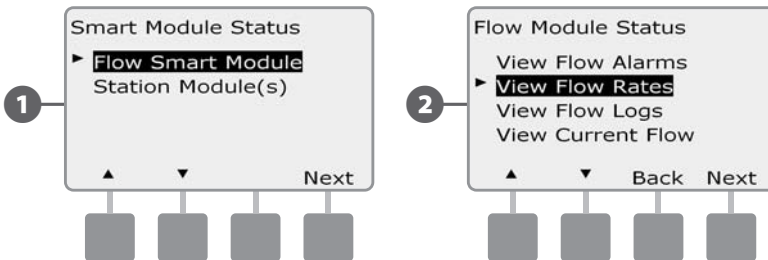 1
Smart Module Status
► Flow Smart Module
Station Module(s)
▲ ▼ Next
2
Flow Module Status
View Flow Alarms
► View Flow Rates
View Flow Logs
View Current Flow
▲ ▼ Back Next